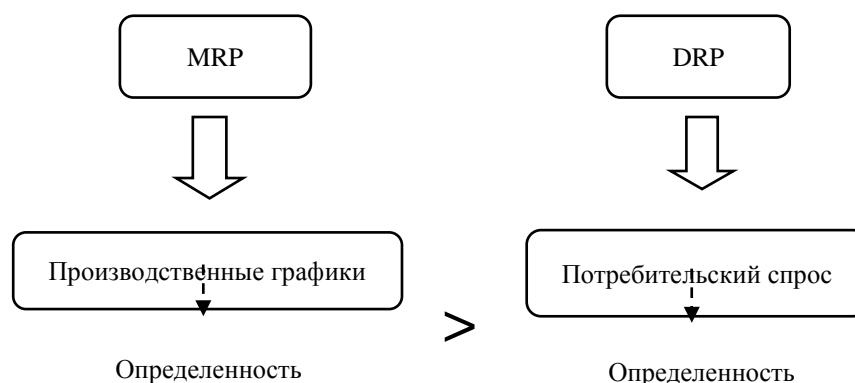 MRP
DRP
Производственные графики
Потребительский спрос
>
Определенность
Определенность